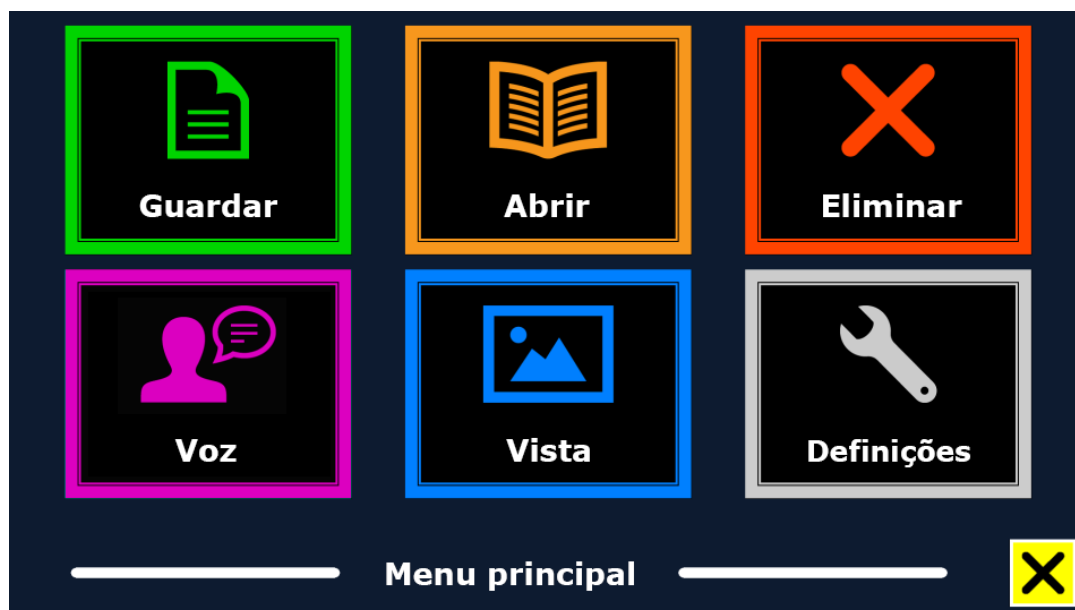 Guardar
Abrir
Eliminar
Voz
Vista
Definições
Menu principal